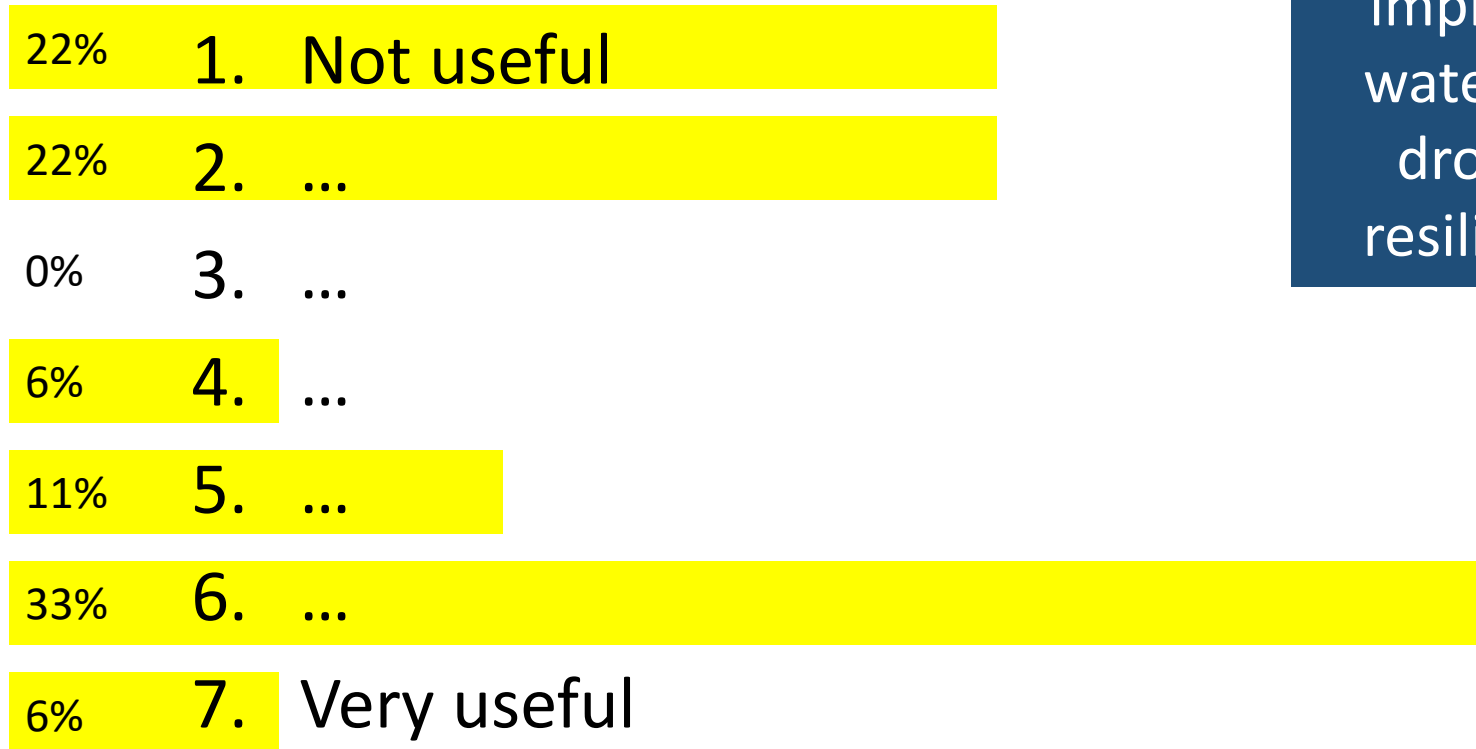 22% 1. Not useful
22% 2. ...
0% 3. ...
6% 4. ...
11% 5. ...
33% 6. ...
6% 7. Very useful